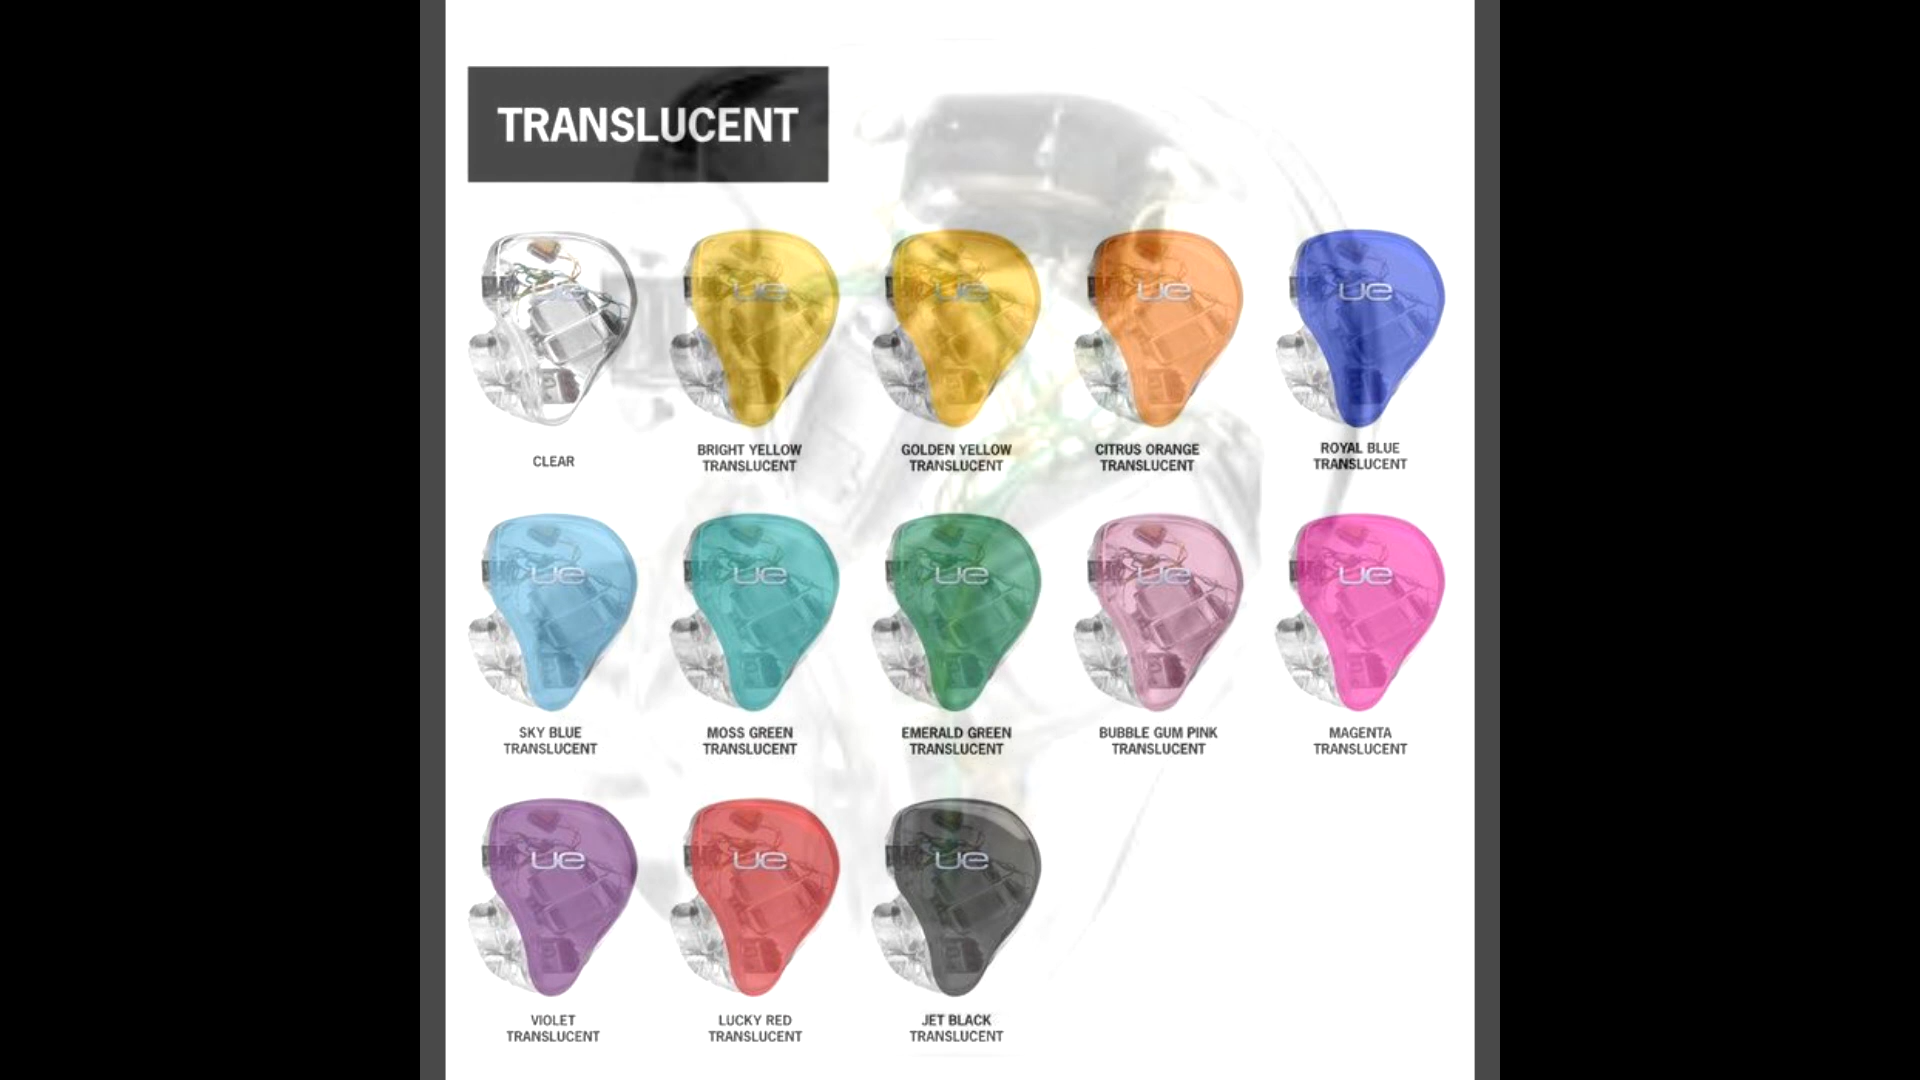 TRANSLUCENT
ue
ue
ue
ue
ue
CLEAR
BRIGHT YELLOW
TRANSLUCENT
GOLDEN YELLOW
TRANSLUCENT
CITRUS ORANGE
TRANSLUCENT
ROYAL BLUE
TRANSLUCENT
ue
ue
ue
ue
ue
SKY BLUE
TRANSLUCENT
MOSS GREEN
TRANSLUCENT
EMERALD GREEN
TRANSLUCENT
BUBBLE GUM PINK
TRANSLUCENT
MAGENTA
TRANSLUCENT
ue
ue
ue
VIOLET
TRANSLUCENT
LUCKY RED
TRANSLUCENT
JET BLACK
TRANSLUCENT